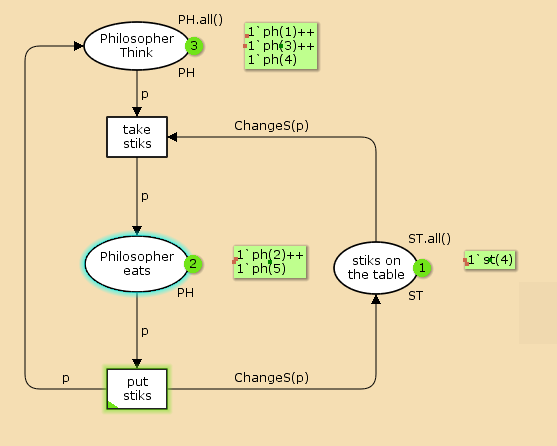 PH.all()
Philosopher
Think
3
PH
1`ph(1)++
1`ph(3)++
1`ph(4)
p
take
stiks
ChangeS(p)
p
Philosopher
eats
2
PH
1`ph(2)++
1`ph(5)
ST.all()
stiks on
the table
1
ST
1`st(4)
p
p
put
stiks
ChangeS(p)